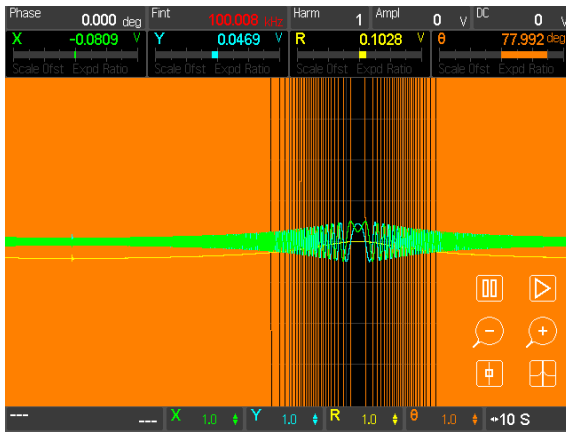 Phase 0.000 deg Fint 100.008 kHz Harm 1 Ampl 0 V DC 0 V
X -0.0809 V Y 0.0469 V R 0.1028 V θ 77.992 deg
Scale Ofst Expd Ratio Scale Ofst Expd Ratio Scale Ofst Expd Ratio Scale Ofst Expd Ratio
--- --- X 1.0 Y 1.0 R 1.0 θ 1.0 10 S